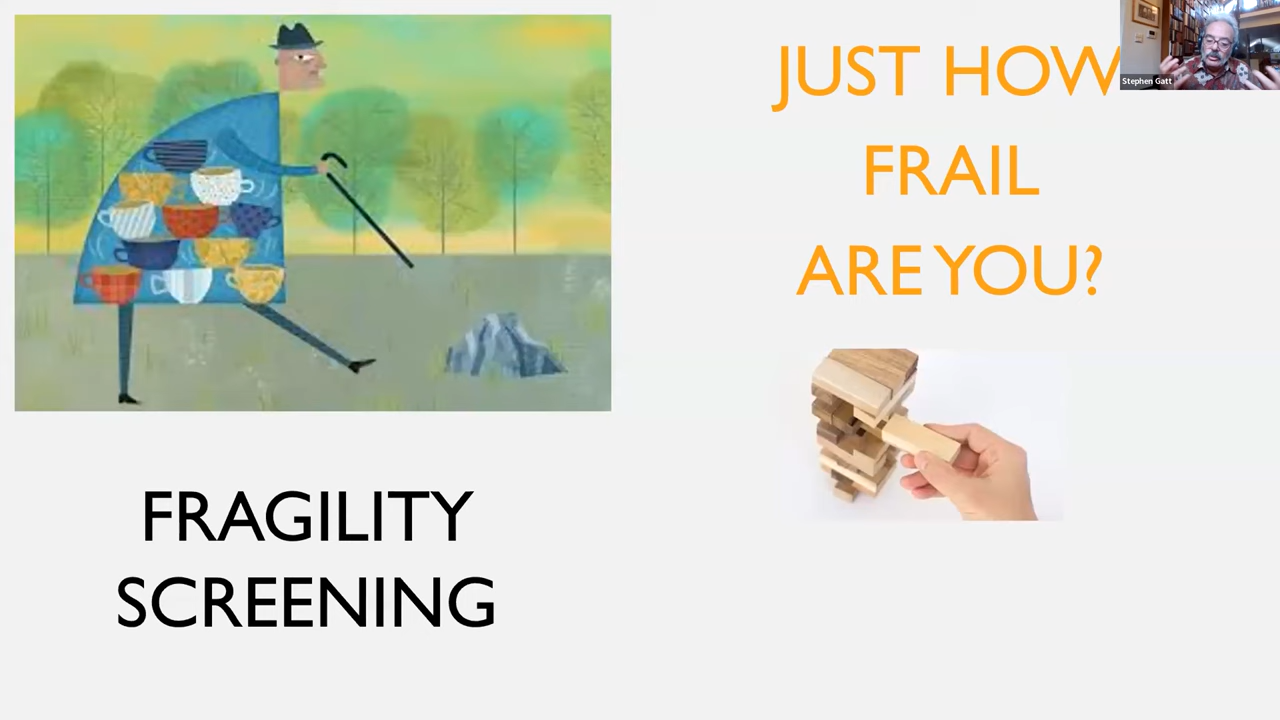 JUST HOW
FRAIL
ARE YOU?
Stephen Gatt
FRAGILITY
SCREENING